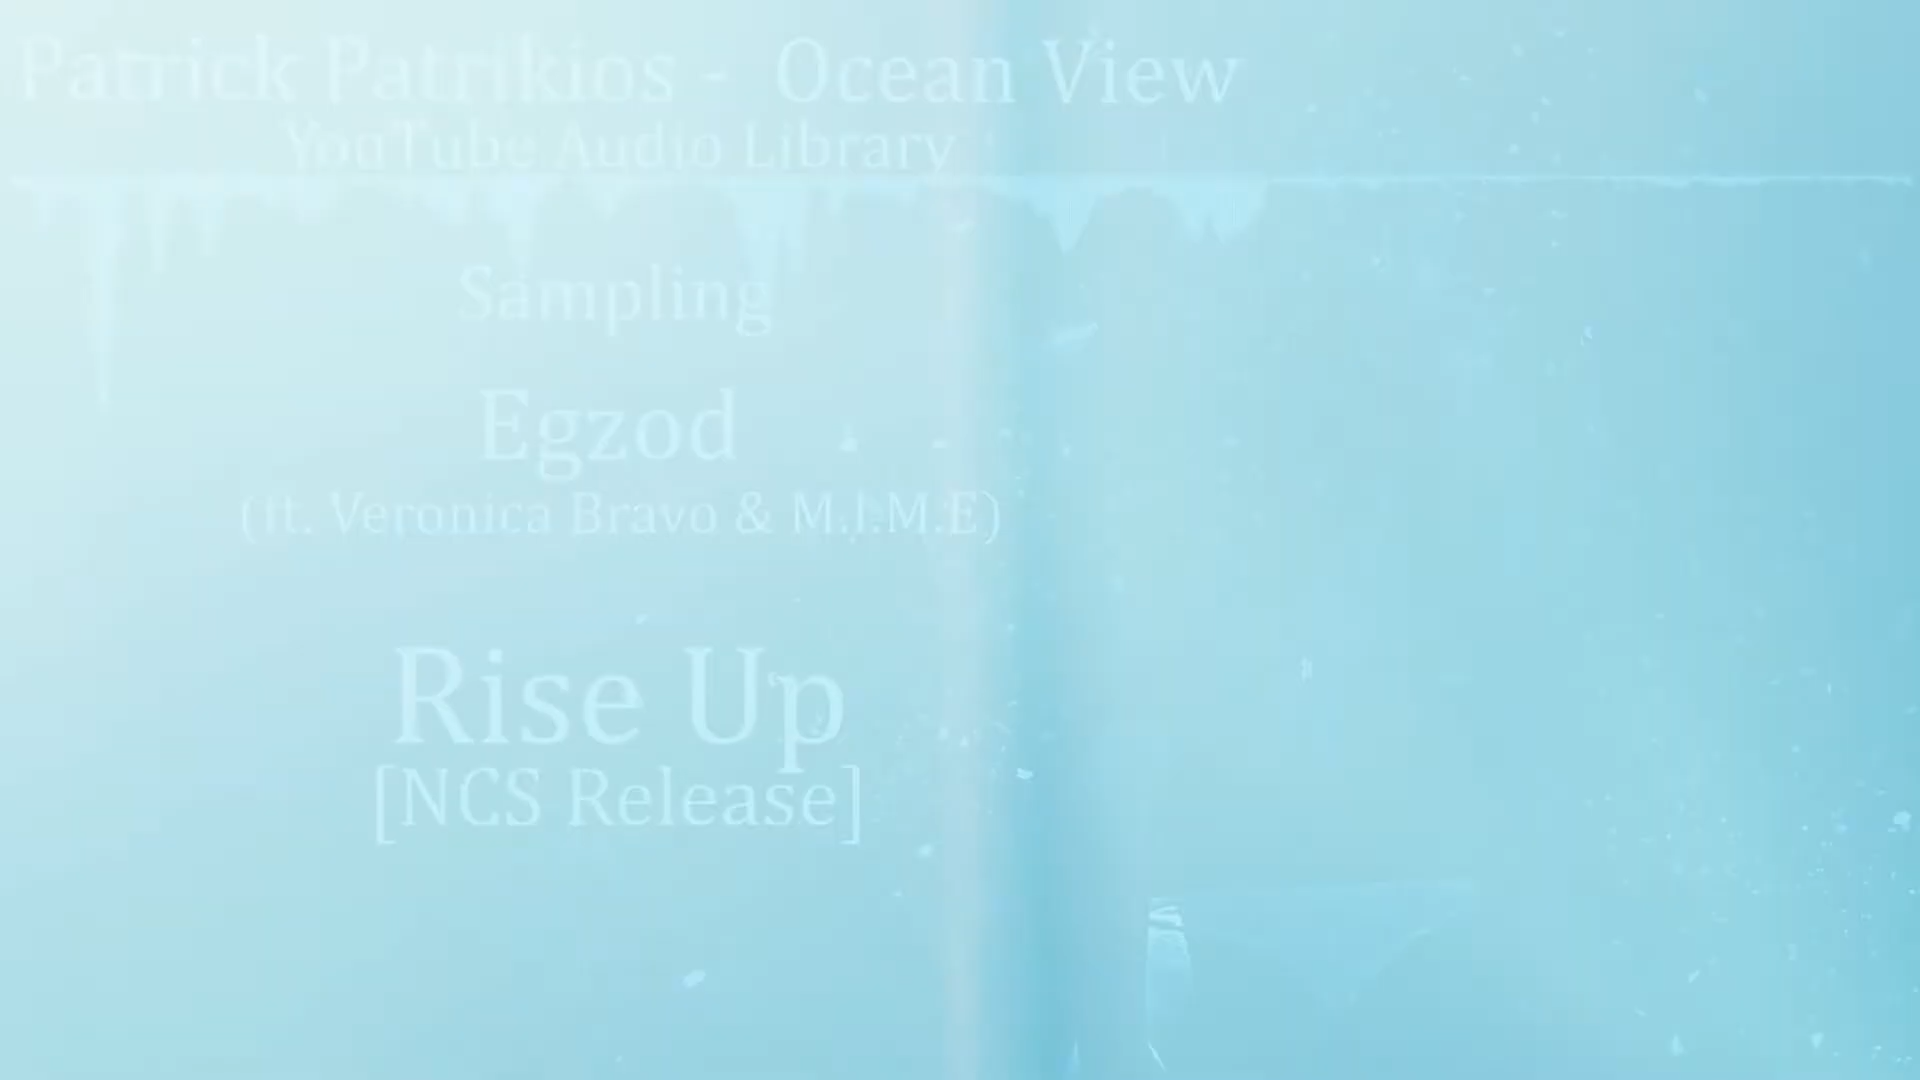 Patrick Patrikios - Ocean View
YouTube Audio Library
Sampling
Egzod
(ft. Veronica Bravo & M.I.M.E)
Rise Up
[NCS Release]